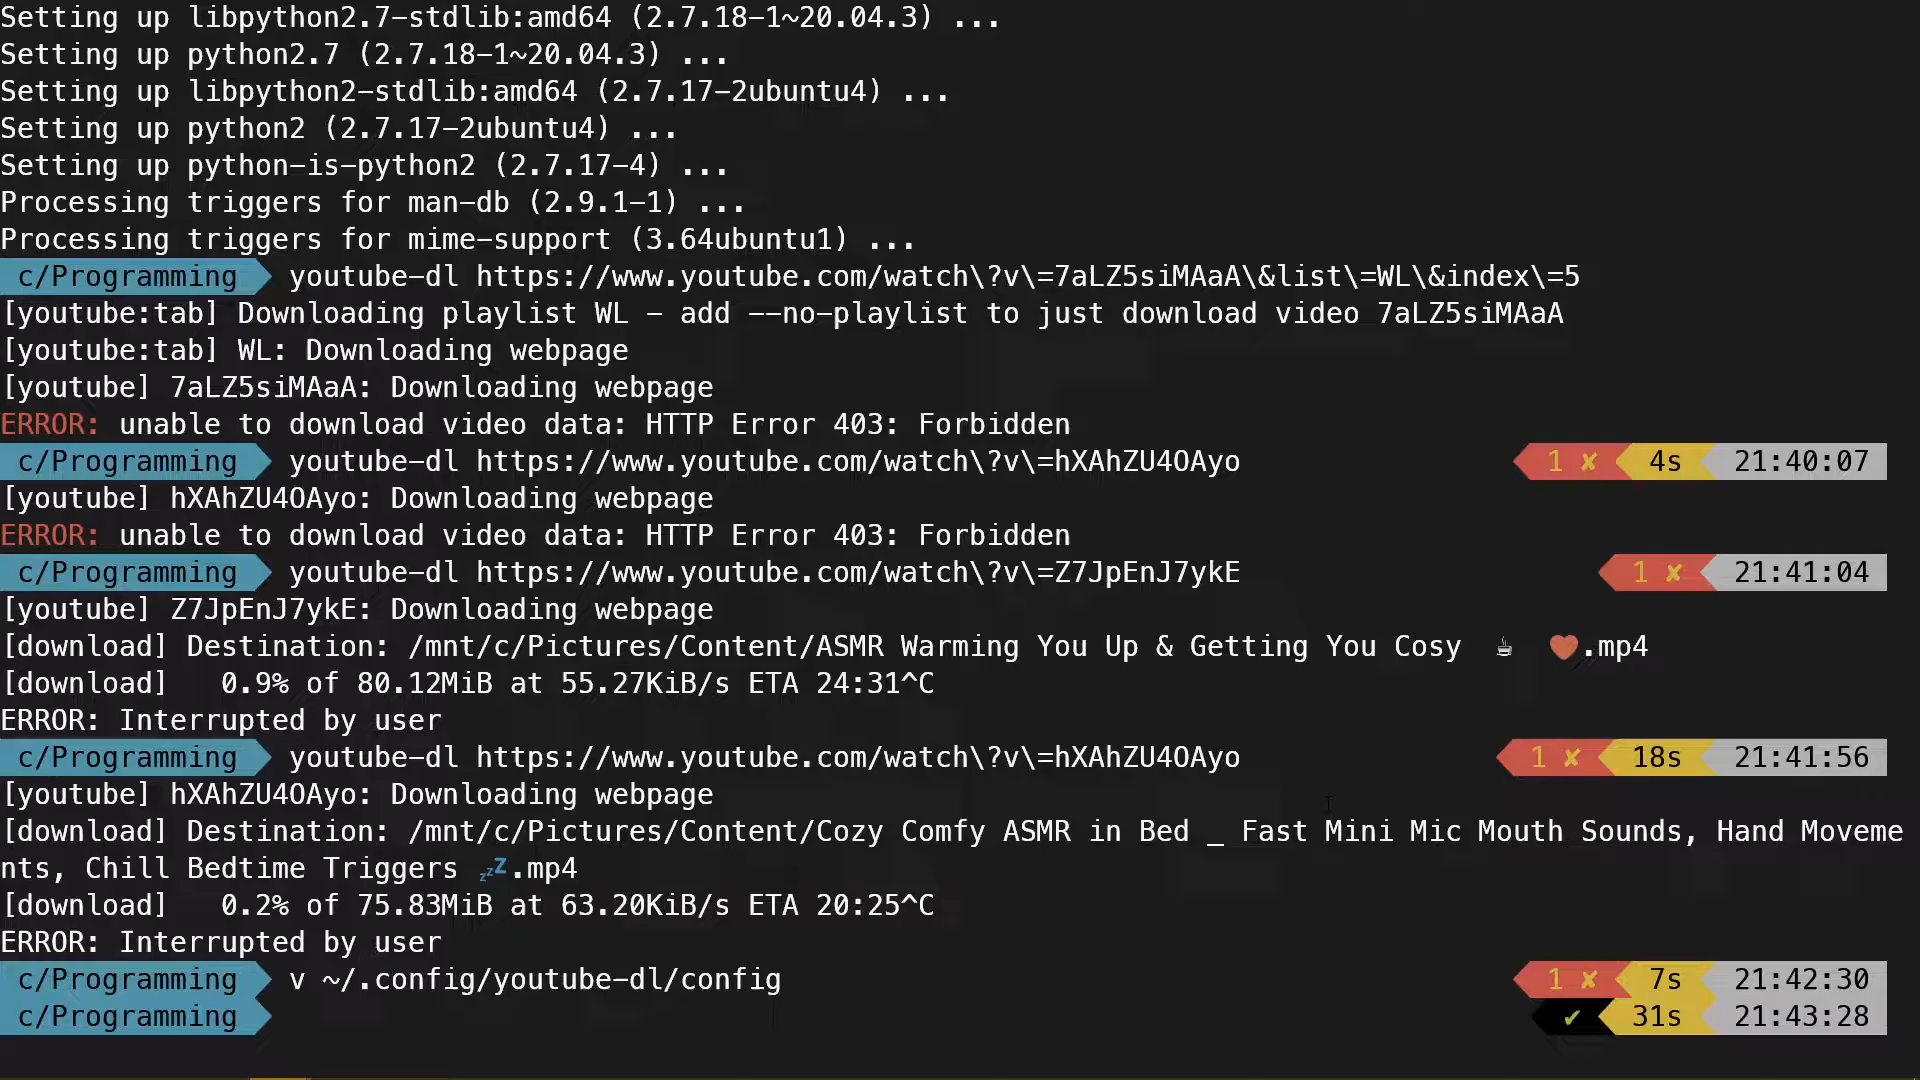 Setting up libpython2.7-stdlib:amd64 (2.7.18-1~20.04.3) ...
Setting up python2.7 (2.7.18-1~20.04.3) ...
Setting up libpython2-stdlib:amd64 (2.7.17-2ubuntu4) ...
Setting up python2 (2.7.17-2ubuntu4) ...
Setting up python-is-python2 (2.7.17-4) ...
Processing triggers for man-db (2.9.1-1) ...
Processing triggers for mime-support (3.64ubuntu1) ...
c/Programming youtube-dl https://www.youtube.com/watch\?v\=7aLZ5siMAaA\&list\=WL\&index\=5
[youtube:tab] Downloading playlist WL - add --no-playlist to just download video 7aLZ5siMAaA
[youtube:tab] WL: Downloading webpage
[youtube] 7aLZ5siMAaA: Downloading webpage
ERROR: unable to download video data: HTTP Error 403: Forbidden
c/Programming youtube-dl https://www.youtube.com/watch\?v\=hXAhZU4OAyo 1 ✘ 4s 21:40:07
[youtube] hXAhZU4OAyo: Downloading webpage
ERROR: unable to download video data: HTTP Error 403: Forbidden
c/Programming youtube-dl https://www.youtube.com/watch\?v\=Z7JpEnJ7ykE 1 ✘ 21:41:04
[youtube] Z7JpEnJ7ykE: Downloading webpage
[download] Destination: /mnt/c/Pictures/Content/ASMR Warming You Up & Getting You Cosy ☕ ❤.mp4
[download]   0.9% of 80.12MiB at 55.27KiB/s ETA 24:31^C
ERROR: Interrupted by user
c/Programming youtube-dl https://www.youtube.com/watch\?v\=hXAhZU4OAyo 1 ✘ 18s 21:41:56
[youtube] hXAhZU4OAyo: Downloading webpage
[download] Destination: /mnt/c/Pictures/Content/Cozy Comfy ASMR in Bed _ Fast Mini Mic Mouth Sounds, Hand Moveme
nts, Chill Bedtime Triggers 💤.mp4
[download]   0.2% of 75.83MiB at 63.20KiB/s ETA 20:25^C
ERROR: Interrupted by user
c/Programming v ~/.config/youtube-dl/config 1 ✘ 7s 21:42:30
c/Programming ✔ 31s 21:43:28